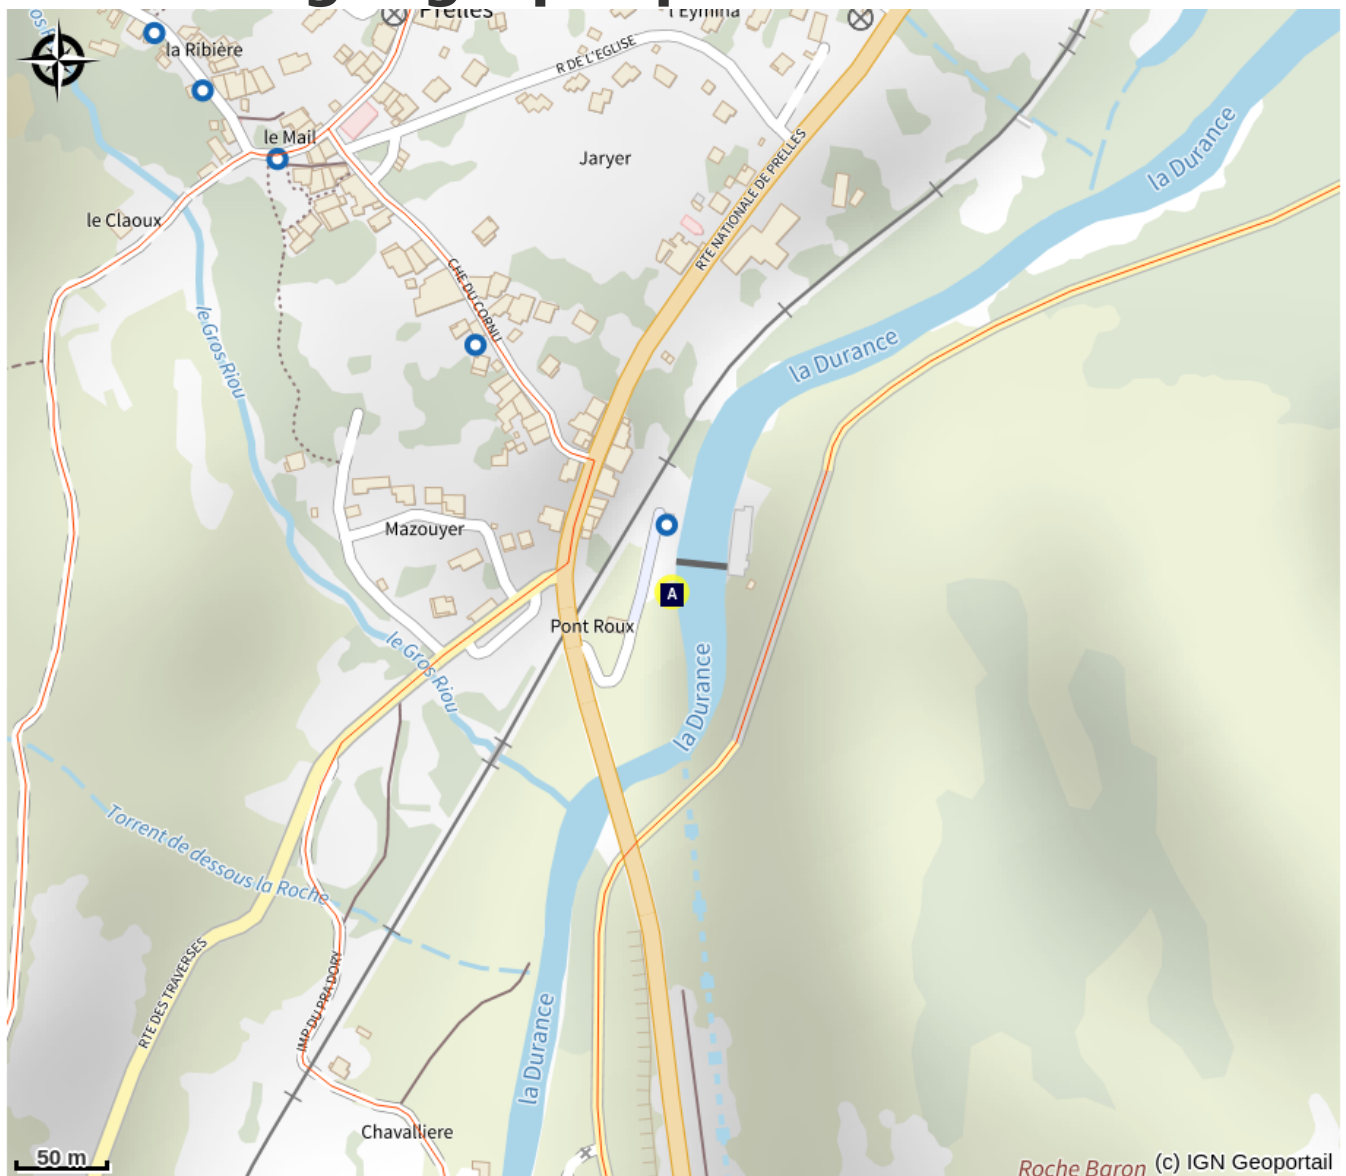 Prelles
l'Eymina
la Ribière
R DE L'EGLISE
le Mail
Jaryer
la Durance
le Claoux
RTE NATIONALE DE PRELLES
CHE DU CORNU
le Gros Riou
la Durance
Mazouyer
A
Pont Roux
le Gros Riou
la Durance
Torrent de dessous la Roche
RTE DES TRAVERSES
IMP DU PRA DORY
la Durance
Chavalliere
50 m
Roche Baron
(c) IGN Geoportail